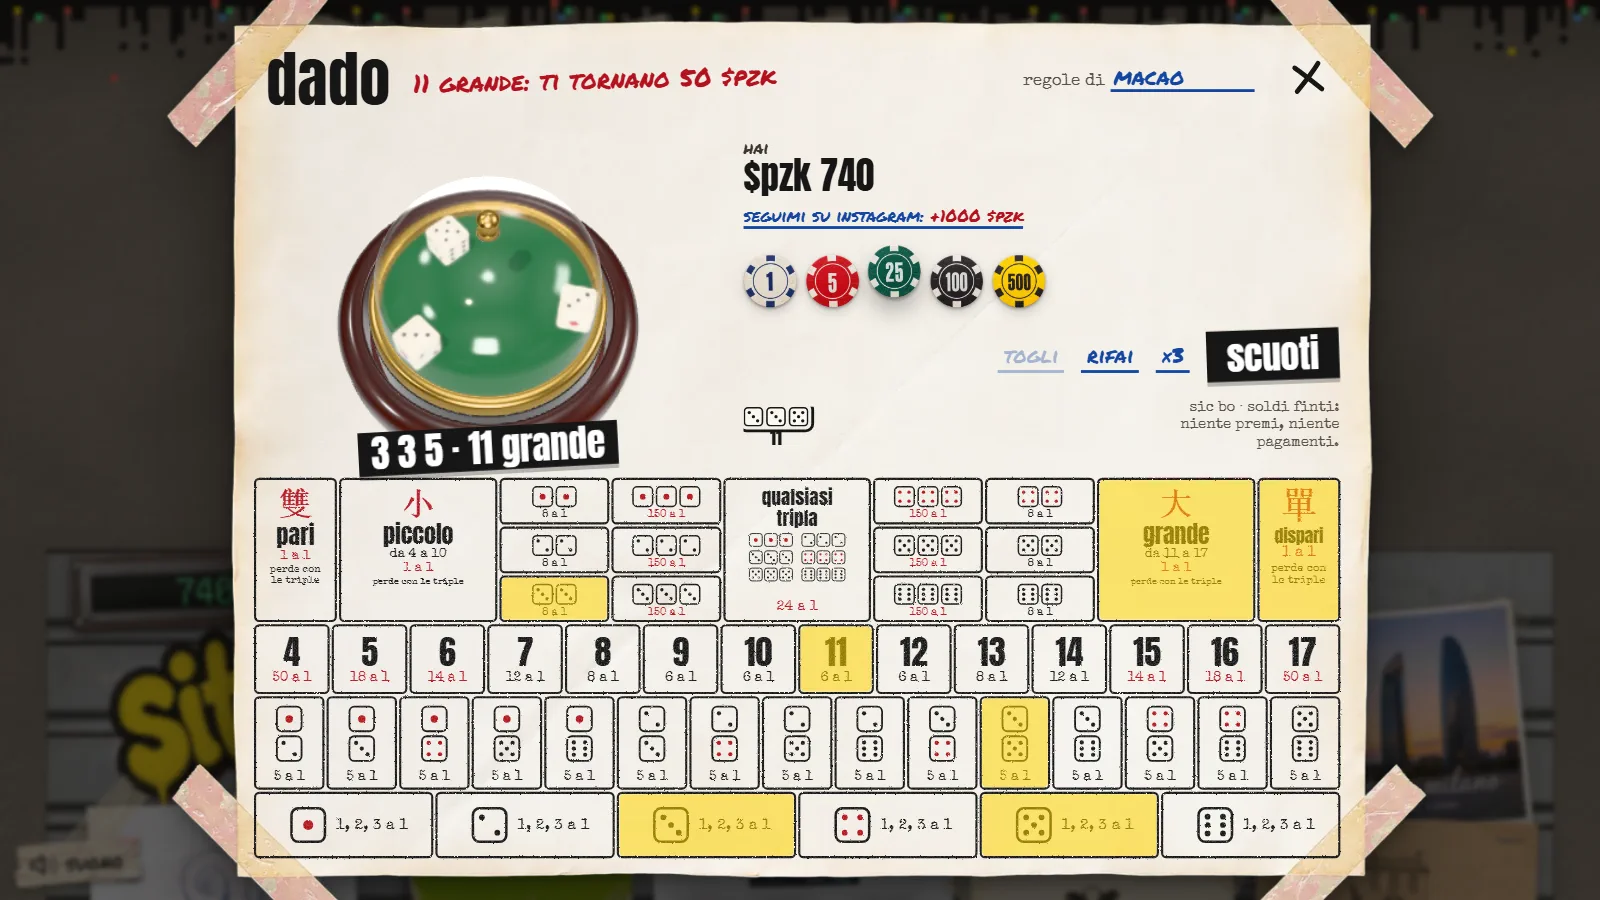 dado
11 GRANDE: TI TORNANO 50 $PZK
regole di MACAO
HAI
$pzk 740
SEGUIMI SU INSTAGRAM: +1000 $PZK
1
5
25
100
500
TOGLI RIFAI x3 scuoti
sic bo · soldi finti:
niente premi, niente
pagamenti.
11
3 3 5 · 11 grande
雙
pari
1 a 1
perde con
le triple
小
piccolo
da 4 a 10
1 a 1
perde con le triple
8 a 1
8 a 1
8 a 1
150 a 1
150 a 1
150 a 1
qualsiasi
tripla
24 a 1
150 a 1
150 a 1
150 a 1
8 a 1
8 a 1
8 a 1
大
grande
da 11 a 17
1 a 1
perde con le triple
單
dispari
1 a 1
perde con
le triple
4 5 6 7 8 9 10 11 12 13 14 15 16 17
50 a 1 18 a 1 14 a 1 12 a 1 8 a 1 6 a 1 6 a 1 6 a 1 6 a 1 8 a 1 12 a 1 14 a 1 18 a 1 50 a 1
5 a 1 5 a 1 5 a 1 5 a 1 5 a 1 5 a 1 5 a 1 5 a 1 5 a 1 5 a 1 5 a 1 5 a 1 5 a 1 5 a 1 5 a 1
1, 2, 3 a 1 1, 2, 3 a 1 1, 2, 3 a 1 1, 2, 3 a 1 1, 2, 3 a 1 1, 2, 3 a 1